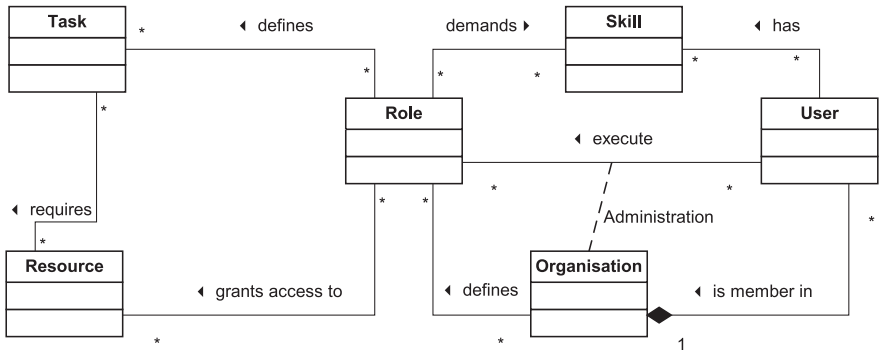 Task
* ◂ defines
demands ▸
Skill
◂ has
*
*
*
*
*
*
Role
User
◂ execute
*
*
Administration
◂ requires
*
*
*
*
*
Resource
Organisation
◂ grants access to
◂ defines
◂ is member in
*
*
1